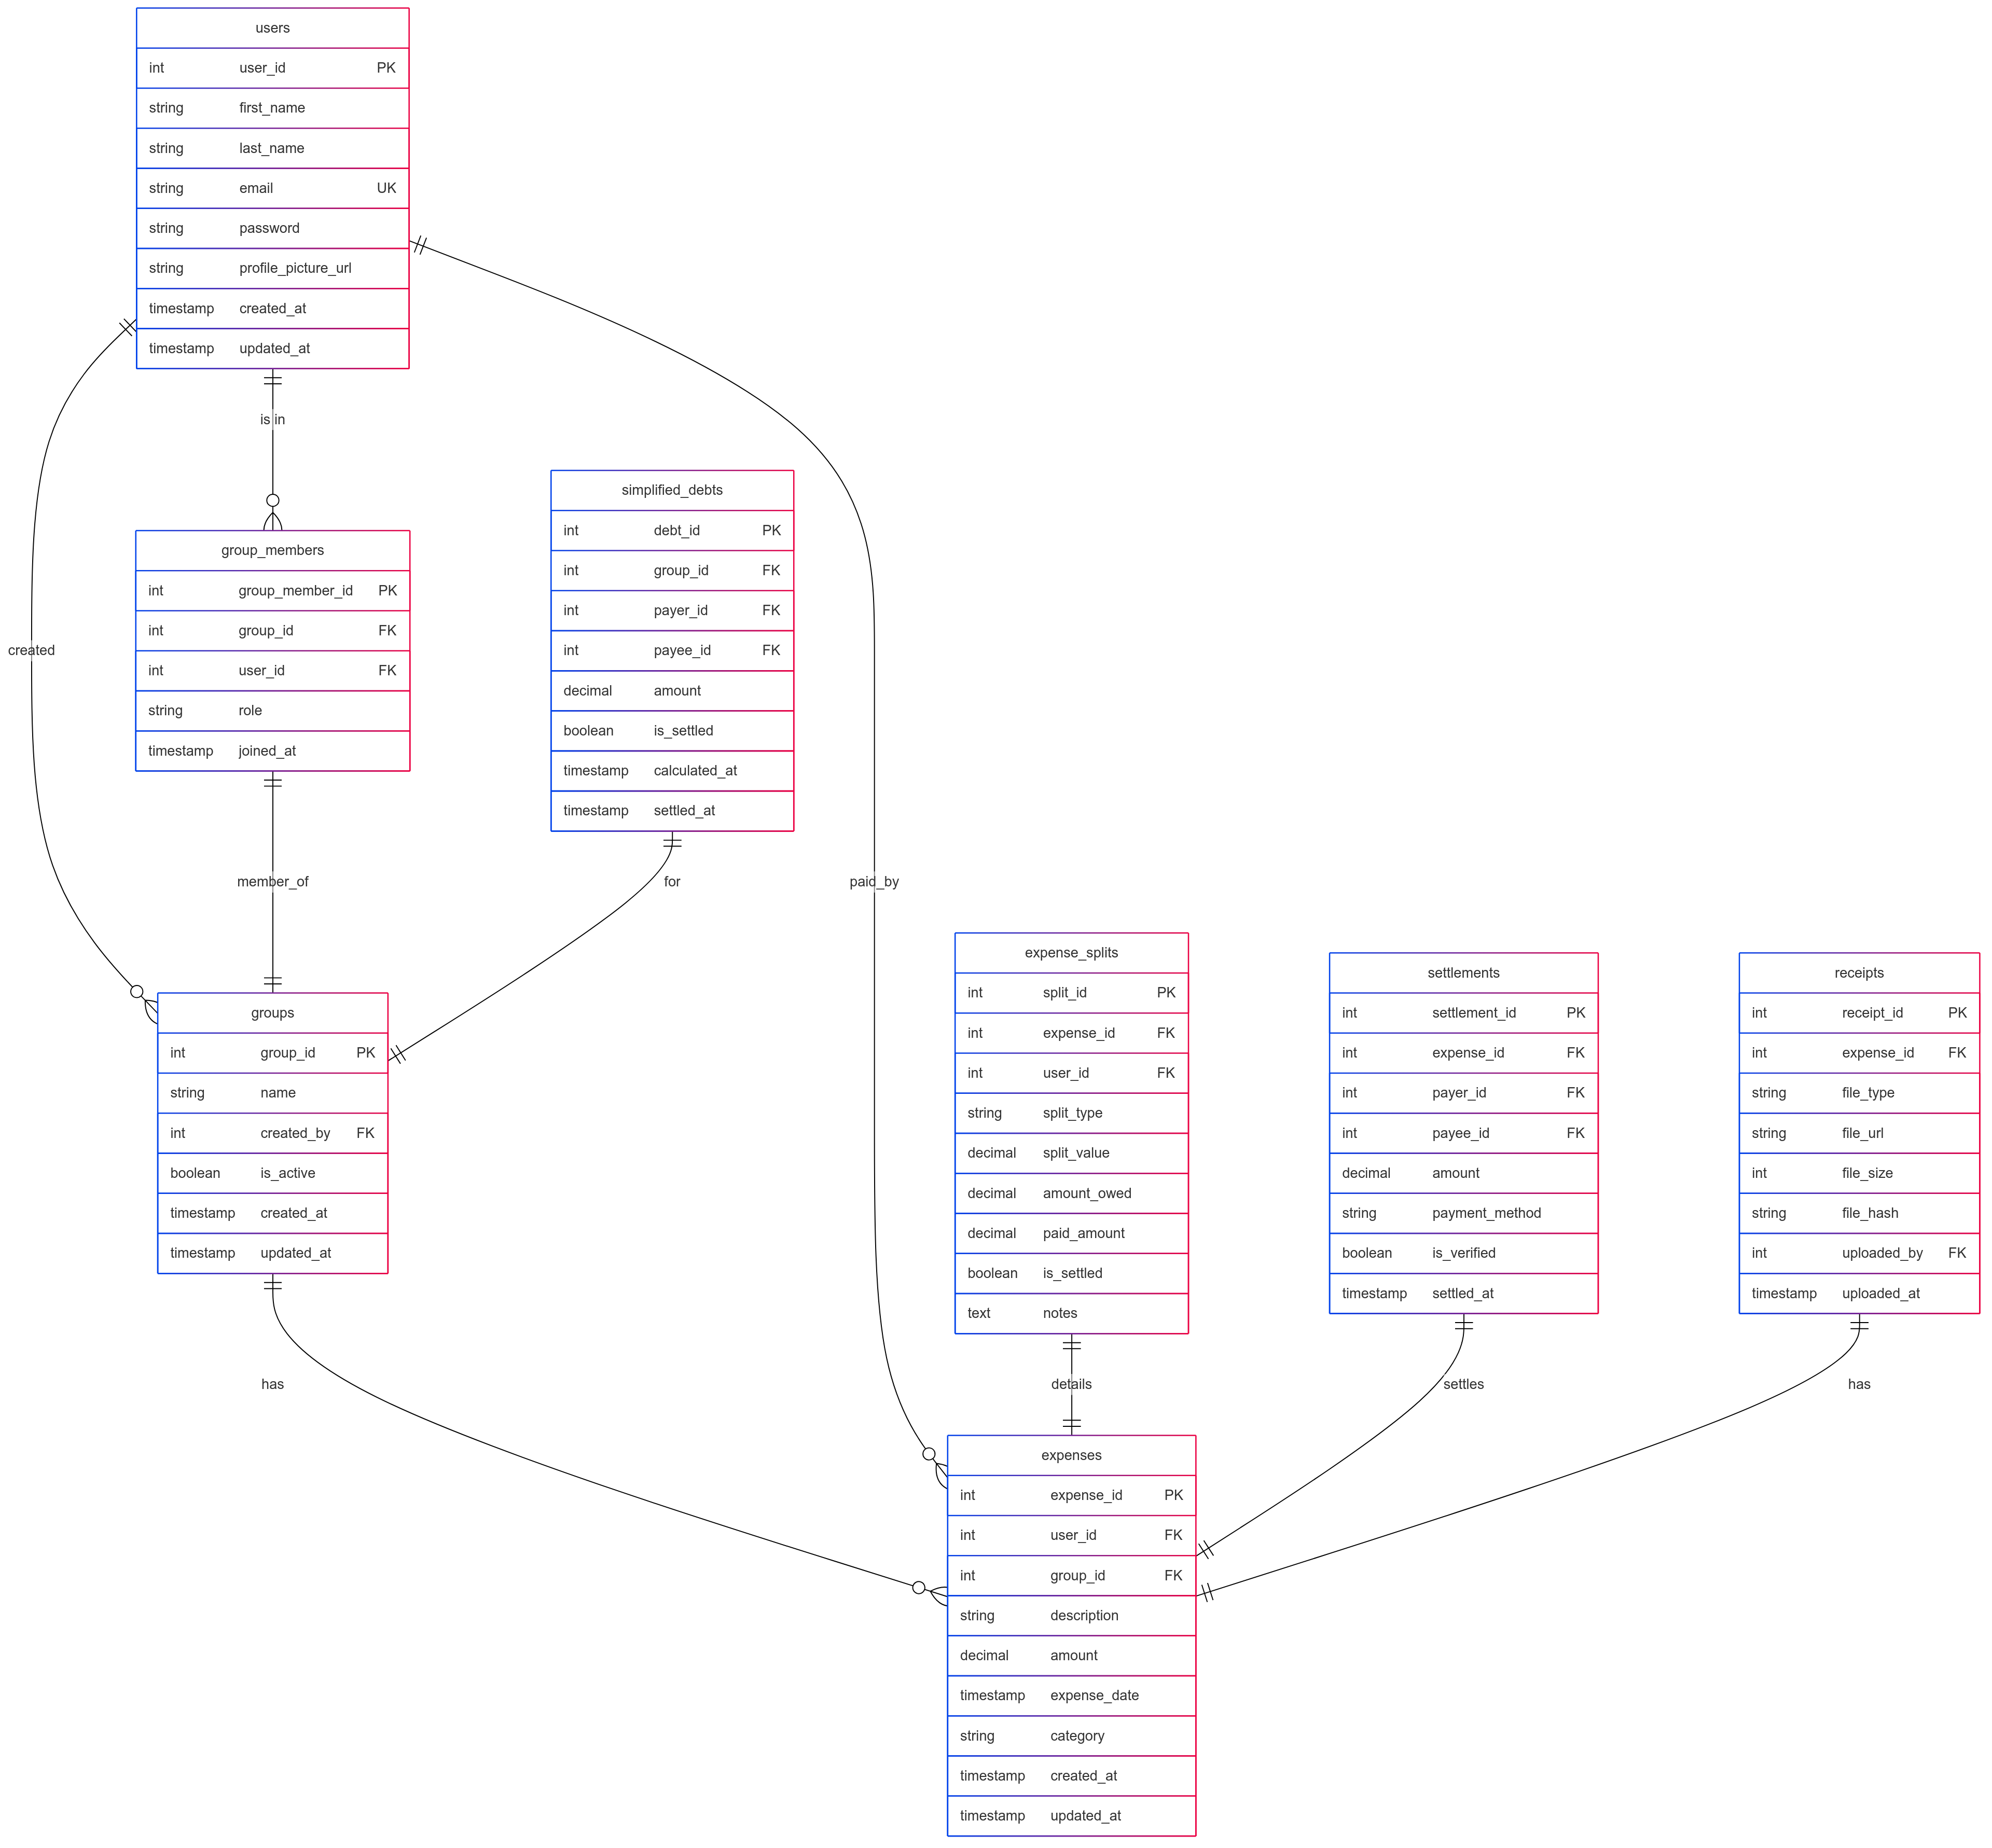 users
int user_id PK
string first_name
string last_name
string email UK
string password
string profile_picture_url
timestamp created_at
timestamp updated_at
is in
created
group_members
int group_member_id PK
int group_id FK
int user_id FK
string role
timestamp joined_at
simplified_debts
int debt_id PK
int group_id FK
int payer_id FK
int payee_id FK
decimal amount
boolean is_settled
timestamp calculated_at
timestamp settled_at
member_of
for
paid_by
groups
int group_id PK
string name
int created_by FK
boolean is_active
timestamp created_at
timestamp updated_at
expense_splits
int split_id PK
int expense_id FK
int user_id FK
string split_type
decimal split_value
decimal amount_owed
decimal paid_amount
boolean is_settled
text notes
settlements
int settlement_id PK
int expense_id FK
int payer_id FK
int payee_id FK
decimal amount
string payment_method
boolean is_verified
timestamp settled_at
receipts
int receipt_id PK
int expense_id FK
string file_type
string file_url
int file_size
string file_hash
int uploaded_by FK
timestamp uploaded_at
has
details
settles
has
expenses
int expense_id PK
int user_id FK
int group_id FK
string description
decimal amount
timestamp expense_date
string category
timestamp created_at
timestamp updated_at